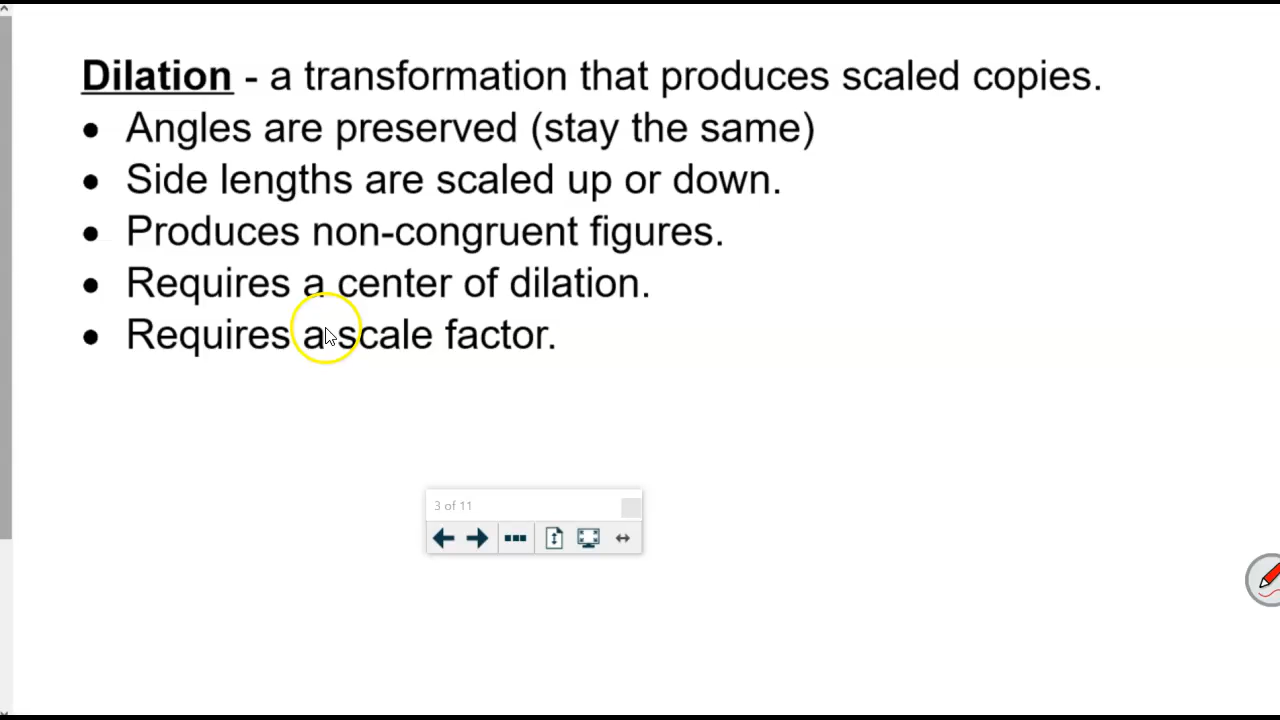 Dilation - a transformation that produces scaled copies.
● Angles are preserved (stay the same)
● Side lengths are scaled up or down.
● Produces non-congruent figures.
● Requires a center of dilation.
● Requires a scale factor.
3 of 11